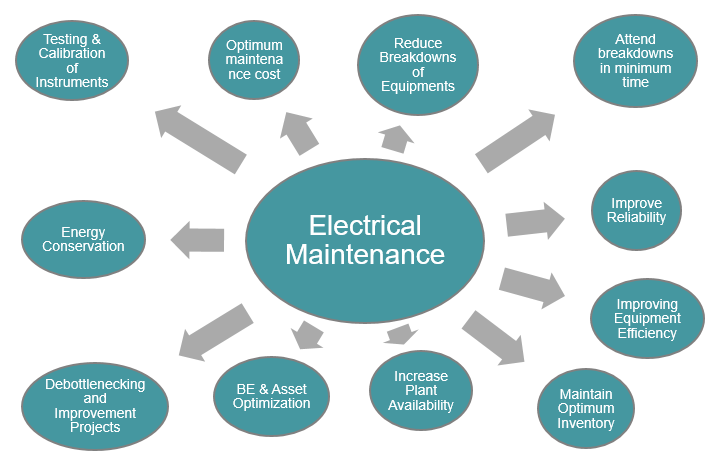 Testing &
Calibration
of
Instruments
Optimum
maintena
nce cost
Reduce
Breakdowns
of
Equipments
Attend
breakdowns
in minimum
time
Energy
Conservation
Electrical
Maintenance
Improve
Reliability
Improving
Equipment
Efficiency
Debottlenecking
and
Improvement
Projects
BE & Asset
Optimization
Increase
Plant
Availability
Maintain
Optimum
Inventory